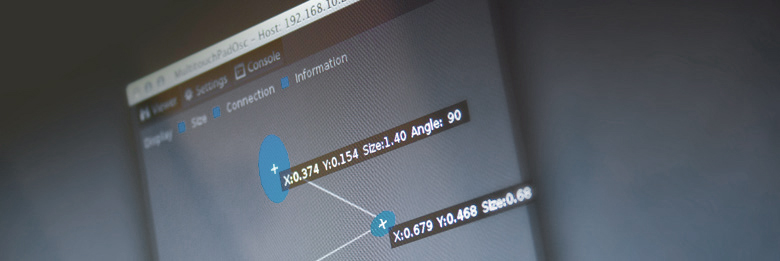 MultitouchPadOsc - Host: 192.168.10.
Viewer Settings Console
Display Size Connection Information
X:0.374 Y:0.154 Size:1.40 Angle: 90
X:0.679 Y:0.468 Size:0.68